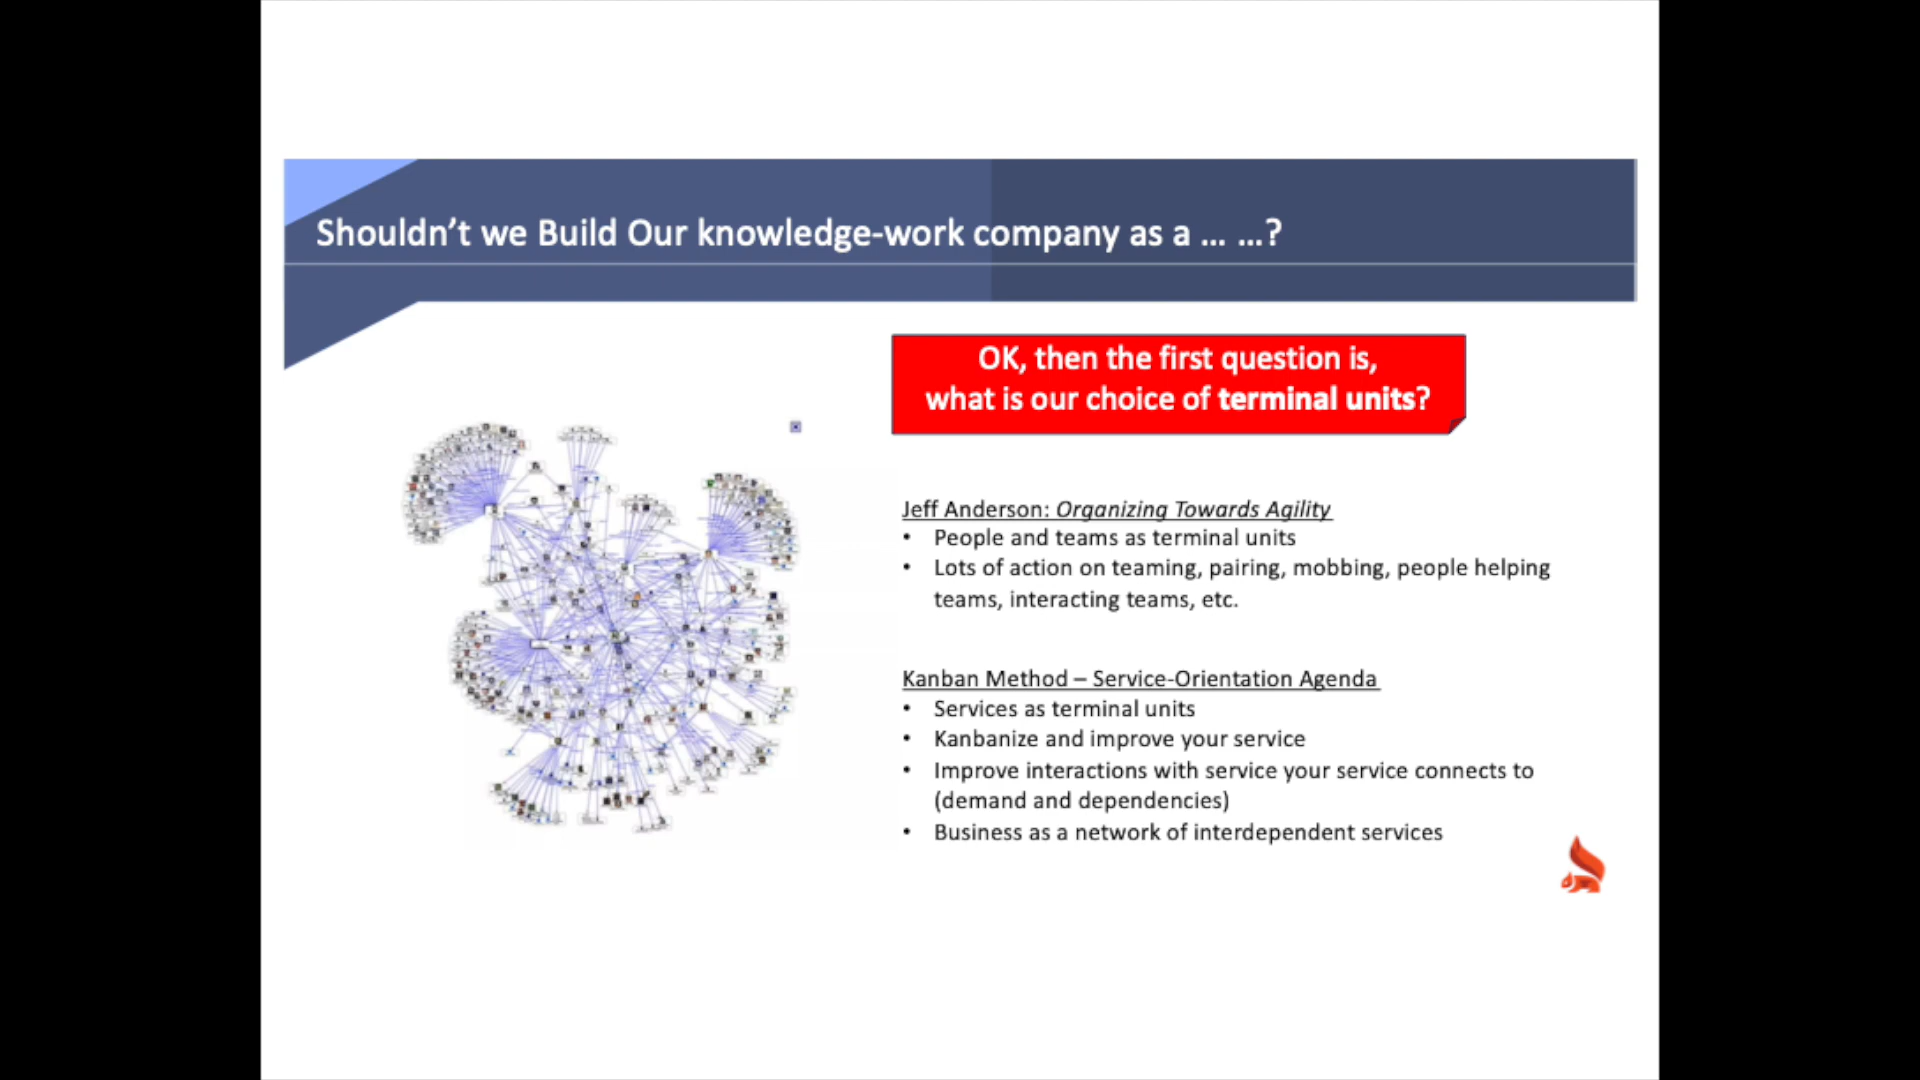 Shouldn't we Build Our knowledge-work company as a ... ...?
OK, then the first question is,
what is our choice of terminal units?
Jeff Anderson: Organizing Towards Agility
• People and teams as terminal units
• Lots of action on teaming, pairing, mobbing, people helping
teams, interacting teams, etc.
Kanban Method – Service-Orientation Agenda
• Services as terminal units
• Kanbanize and improve your service
• Improve interactions with service your service connects to
(demand and dependencies)
• Business as a network of interdependent services